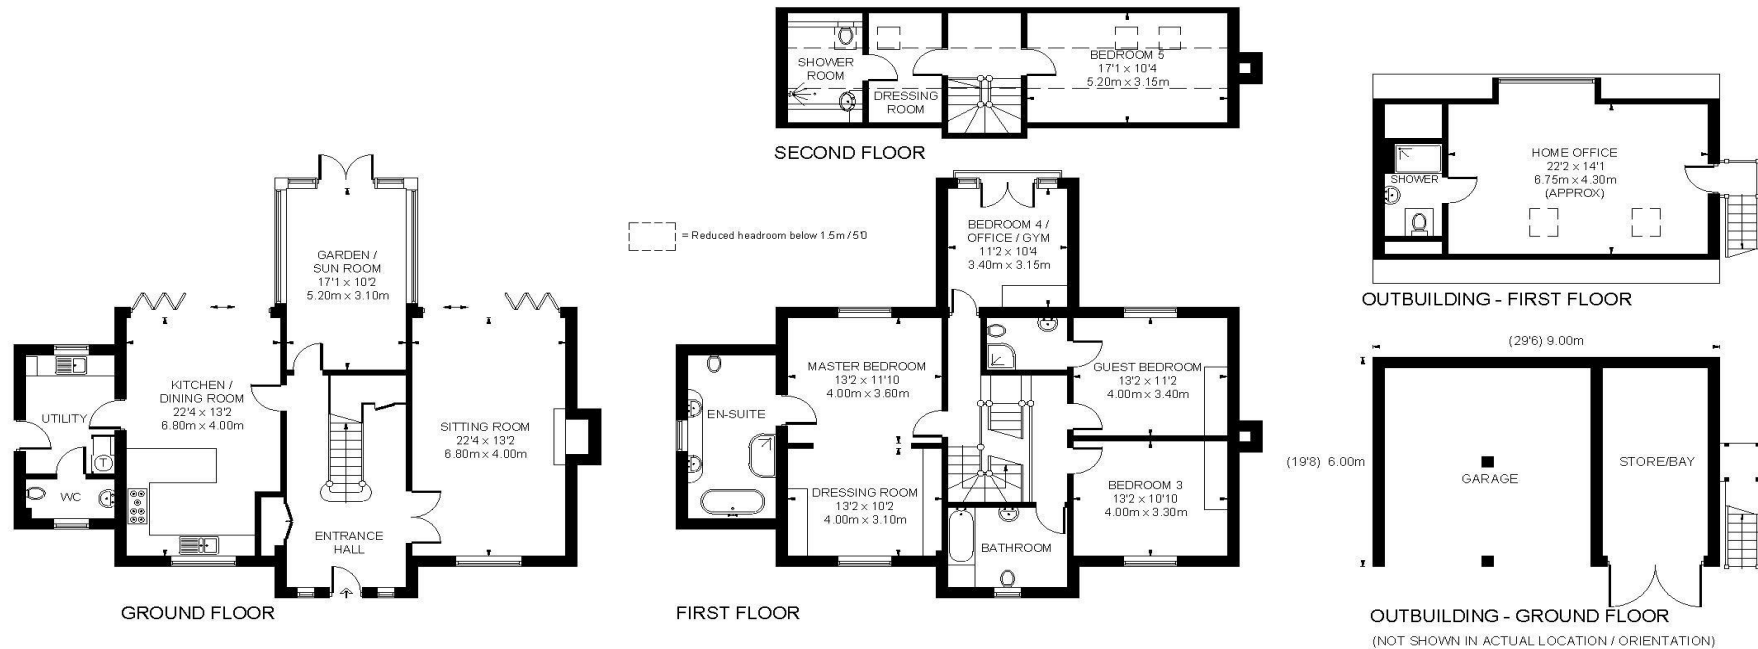 SHOWER
ROOM
DRESSING
ROOM
BEDROOM 5
17'1 x 10'4
5.20m x 3.15m
SECOND FLOOR
GARDEN /
SUN ROOM
17'1 x 10'2
5.20m x 3.10m
KITCHEN /
DINING ROOM
22'4 x 13'2
6.80m x 4.00m
UTILITY
T
WC
SITTING ROOM
22'4 x 13'2
6.80m x 4.00m
ENTRANCE
HALL
GROUND FLOOR
= Reduced headroom below 1.5m / 5'0
BEDROOM 4 /
OFFICE / GYM
11'2 x 10'4
3.40m x 3.15m
MASTER BEDROOM
13'2 x 11'10
4.00m x 3.60m
GUEST BEDROOM
13'2 x 11'2
4.00m x 3.40m
EN-SUITE
DRESSING ROOM
13'2 x 10'2
4.00m x 3.10m
BEDROOM 3
13'2 x 10'10
4.00m x 3.30m
BATHROOM
FIRST FLOOR
HOME OFFICE
22'2 x 14'1
6.75m x 4.30m
(APPROX)
SHOWER
OUTBUILDING - FIRST FLOOR
(29'6) 9.00m
(19'8) 6.00m
GARAGE
STORE/BAY
OUTBUILDING - GROUND FLOOR
(NOT SHOWN IN ACTUAL LOCATION / ORIENTATION)